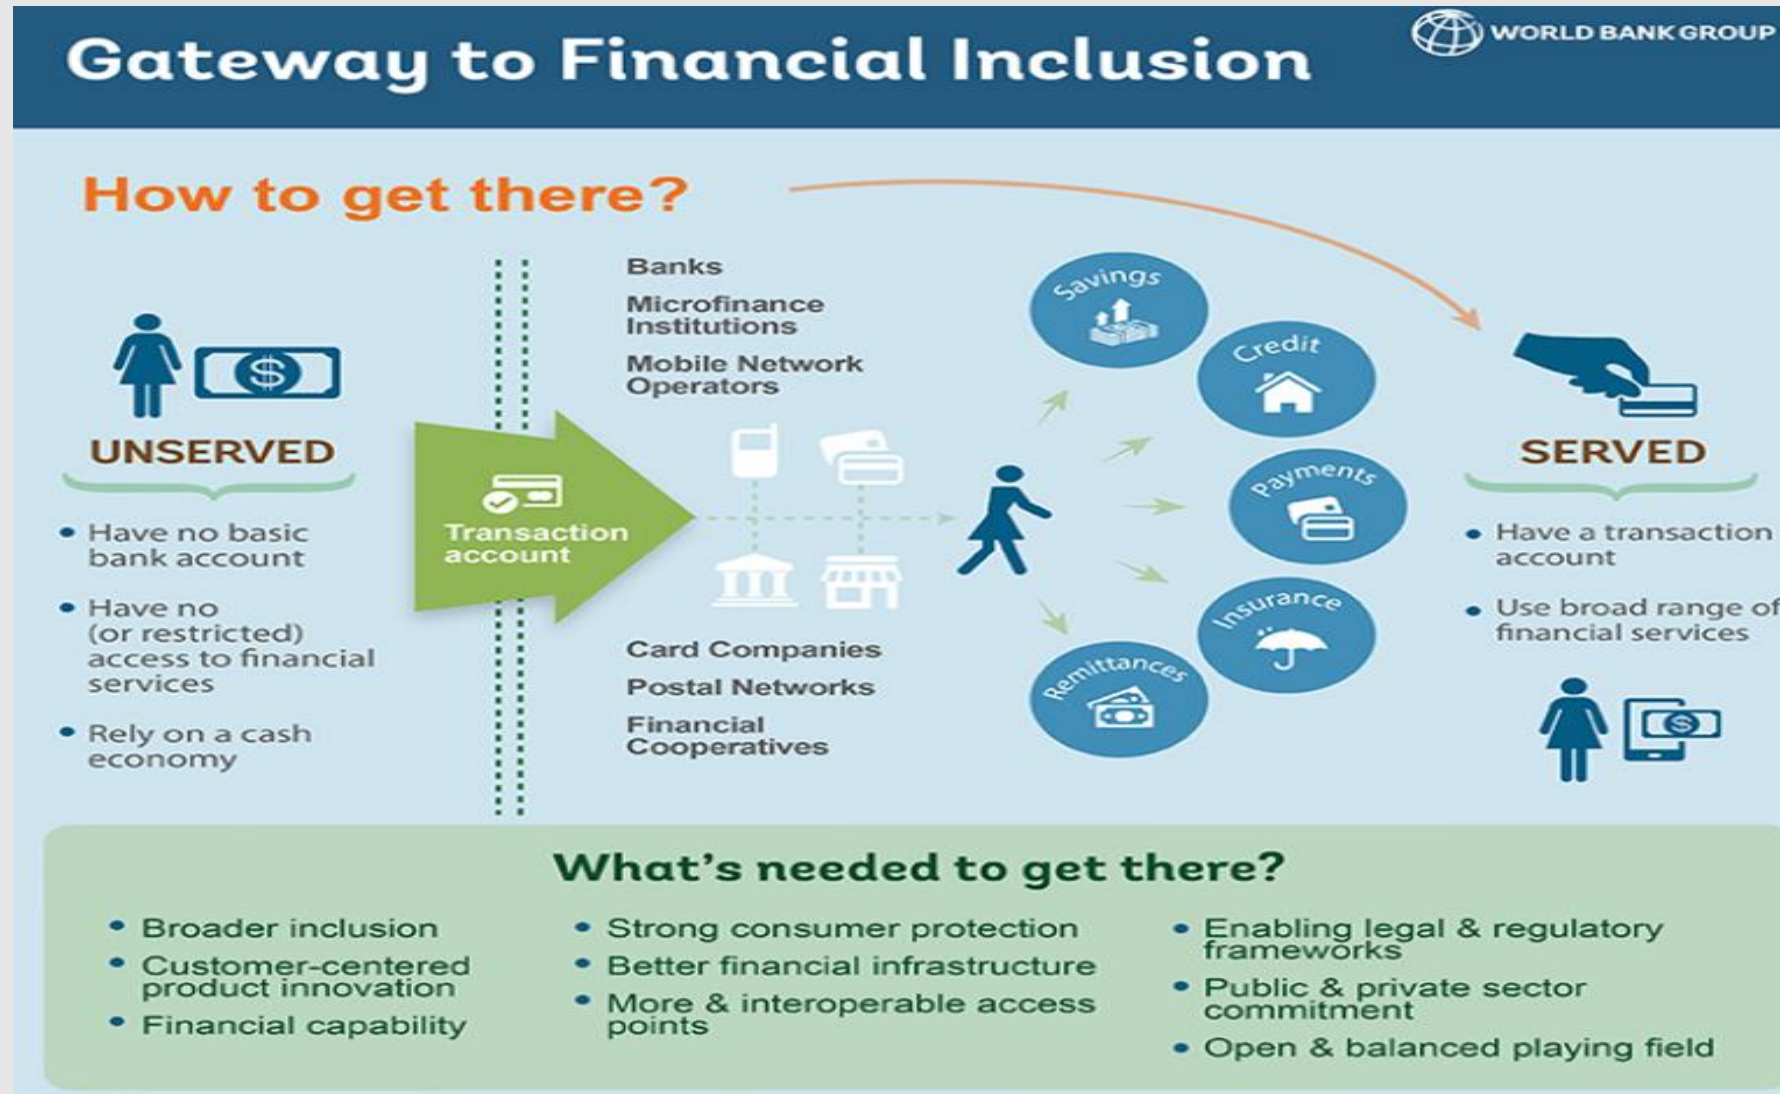 Gateway to Financial Inclusion
WORLD BANK GROUP
How to get there?
UNSERVED
• Have no basic
bank account
• Have no
(or restricted)
access to financial
services
• Rely on a cash
economy
Transaction
account
Banks
Microfinance
Institutions
Mobile Network
Operators
Card Companies
Postal Networks
Financial
Cooperatives
Savings
Credit
Payments
Insurance
Remittances
SERVED
• Have a transaction
account
• Use broad range of
financial services
What's needed to get there?
• Broader inclusion
• Customer-centered
product innovation
• Financial capability
• Strong consumer protection
• Better financial infrastructure
• More & interoperable access
points
• Enabling legal & regulatory
frameworks
• Public & private sector
commitment
• Open & balanced playing field